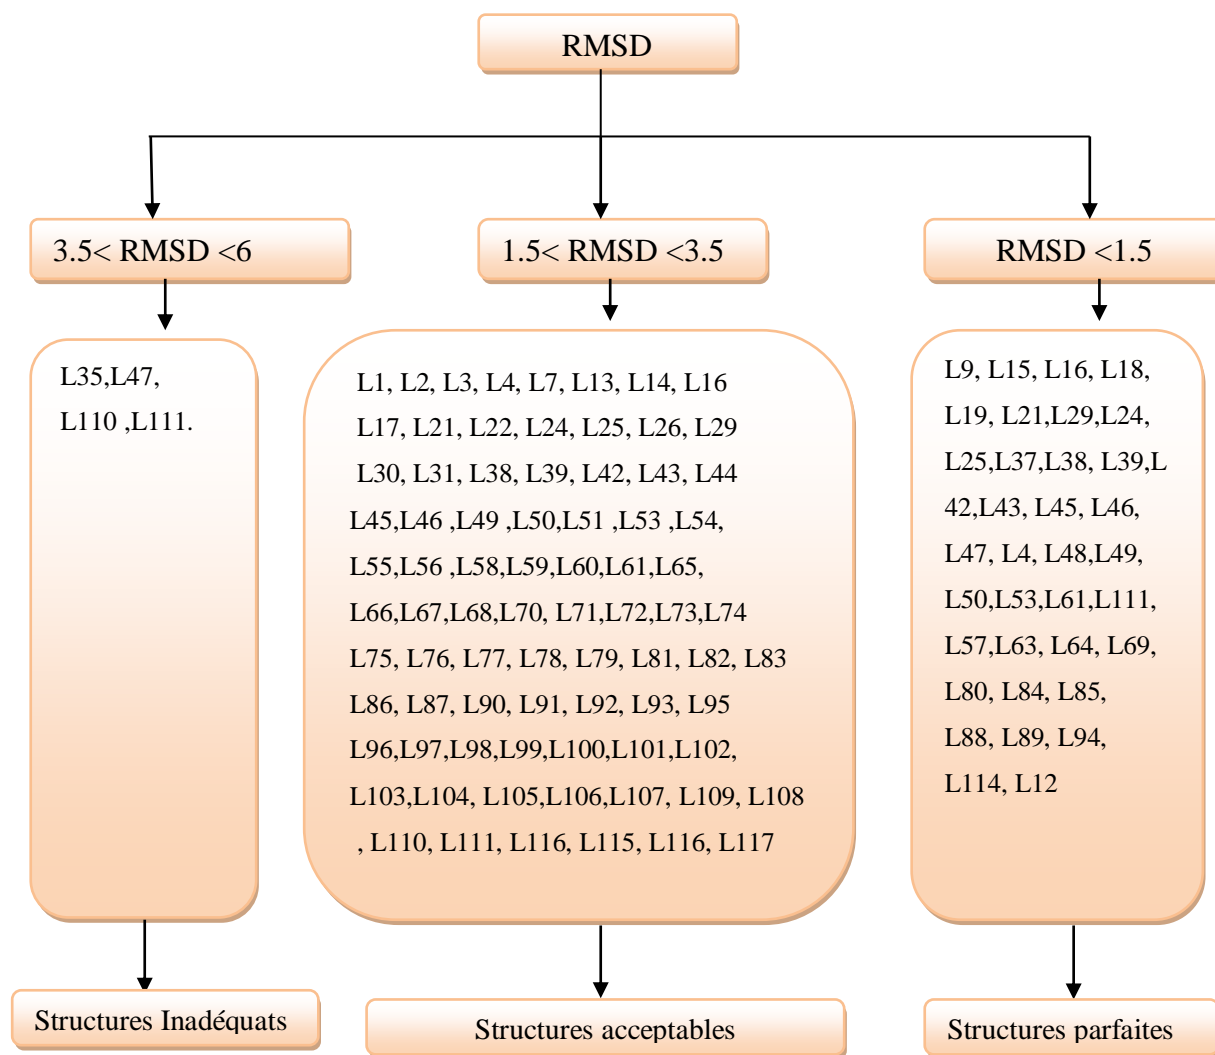 RMSD
3.5< RMSD <6
1.5< RMSD <3.5
RMSD <1.5
L35,L47,
L110 ,L111.
L1, L2, L3, L4, L7, L13, L14, L16
L17, L21, L22, L24, L25, L26, L29
L30, L31, L38, L39, L42, L43, L44
L45,L46 ,L49 ,L50,L51 ,L53 ,L54,
L55,L56 ,L58,L59,L60,L61,L65,
L66,L67,L68,L70, L71,L72,L73,L74
L75, L76, L77, L78, L79, L81, L82, L83
L86, L87, L90, L91, L92, L93, L95
L96,L97,L98,L99,L100,L101,L102,
L103,L104, L105,L106,L107, L109, L108
, L110, L111, L116, L115, L116, L117
L9, L15, L16, L18,
L19, L21,L29,L24,
L25,L37,L38, L39,L
42,L43, L45, L46,
L47, L4, L48,L49,
L50,L53,L61,L111,
L57,L63, L64, L69,
L80, L84, L85,
L88, L89, L94,
L114, L12
Structures Inadéquats
Structures acceptables
Structures parfaites